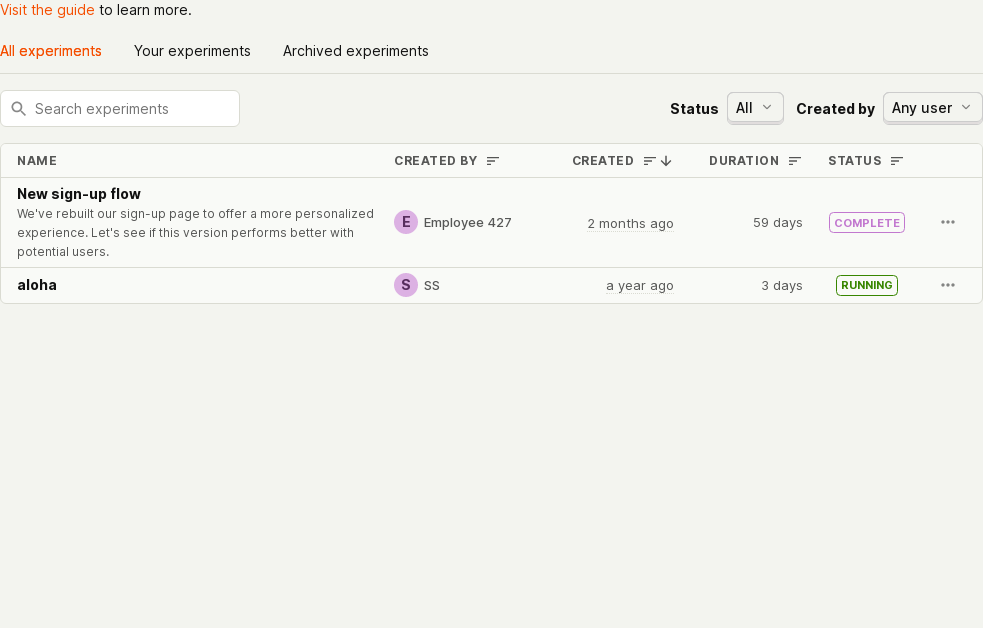 Visit the guide to learn more.
All experiments Your experiments Archived experiments
Search experiments Status All Created by Any user
NAME CREATED BY CREATED DURATION STATUS
New sign-up flow
We've rebuilt our sign-up page to offer a more personalized
experience. Let's see if this version performs better with
potential users.
E Employee 427 2 months ago 59 days COMPLETE
aloha S SS a year ago 3 days RUNNING